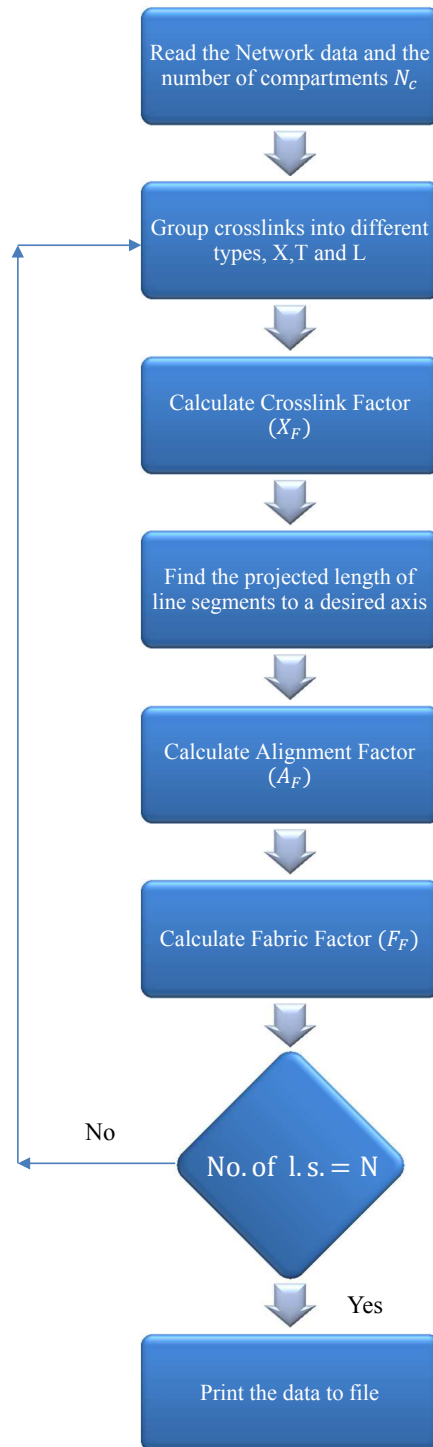 Read the Network data and the
number of compartments N_c
Group crosslinks into different
types, X,T and L
Calculate Crosslink Factor
(X_F)
Find the projected length of
line segments to a desired axis
Calculate Alignment Factor
(A_F)
Calculate Fabric Factor (F_F)
No
No. of l. s. = N
Yes
Print the data to file